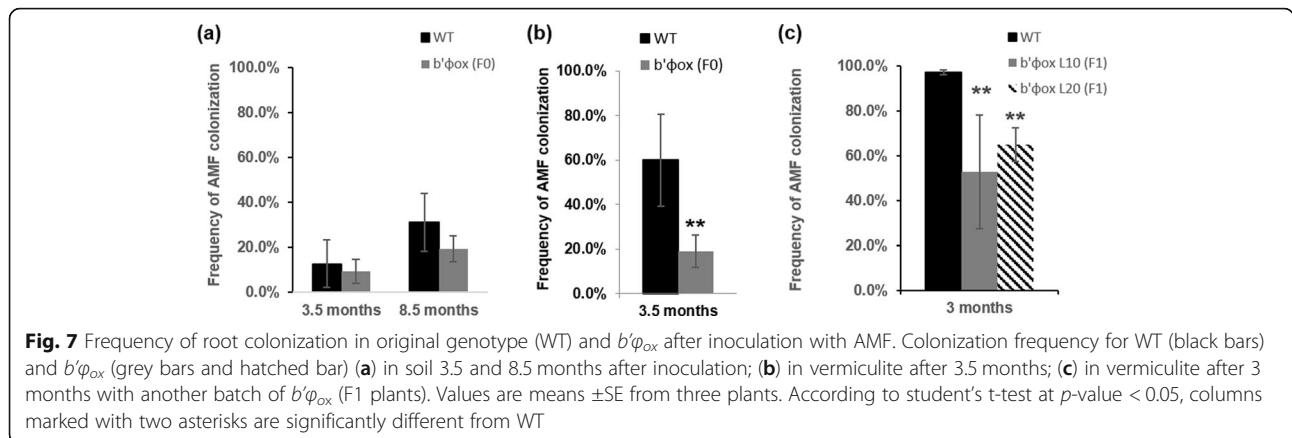 (a)
WT
b'ϕox (F0)
Frequency of AMF colonization
100.0%
80.0%
60.0%
40.0%
20.0%
0.0%
3.5 months 8.5 months
(b)
WT
b'ϕox (F0)
Frequency of AMF colonization
100.0%
80.0%
60.0%
40.0%
20.0%
0.0%
**
3.5 months
(c)
WT
b'ϕox L10 (F1)
b'ϕox L20 (F1)
Frequency of AMF colonization
100.0%
80.0%
60.0%
40.0%
20.0%
0.0%
**
**
3 months
Fig. 7 Frequency of root colonization in original genotype (WT) and b'φox after inoculation with AMF. Colonization frequency for WT (black bars)
and b'φox (grey bars and hatched bar) (a) in soil 3.5 and 8.5 months after inoculation; (b) in vermiculite after 3.5 months; (c) in vermiculite after 3
months with another batch of b'φox (F1 plants). Values are means ±SE from three plants. According to student's t-test at p-value < 0.05, columns
marked with two asterisks are significantly different from WT